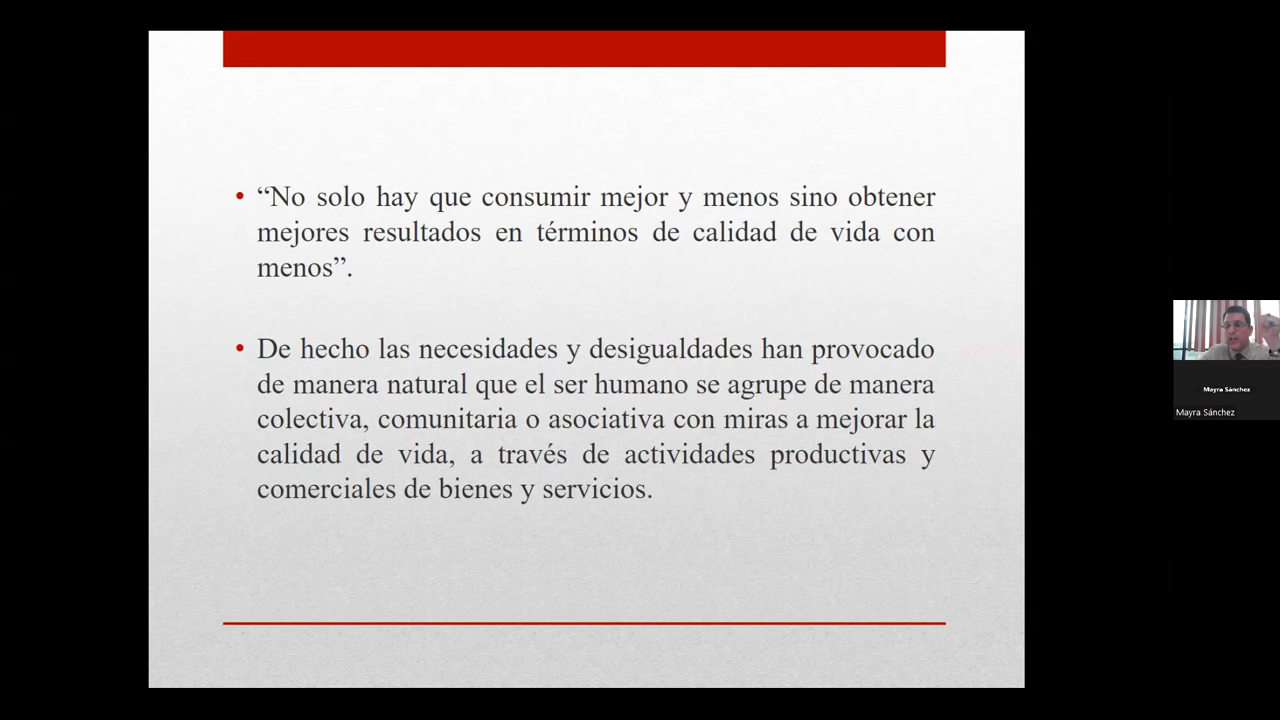 • “No solo hay que consumir mejor y menos sino obtener
mejores resultados en términos de calidad de vida con
menos”.
• De hecho las necesidades y desigualdades han provocado
de manera natural que el ser humano se agrupe de manera
colectiva, comunitaria o asociativa con miras a mejorar la
calidad de vida, a través de actividades productivas y
comerciales de bienes y servicios.
Mayra Sánchez
Mayra Sánchez